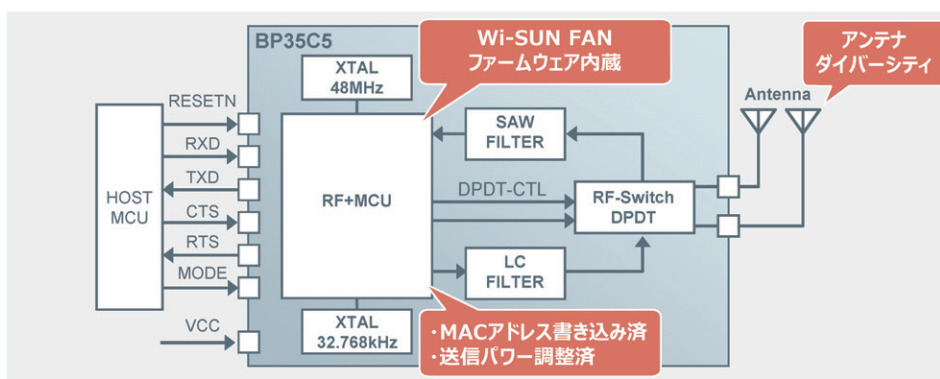 BP35C5
Wi-SUN FAN
ファームウェア内蔵
アンテナ
ダイバーシティ
XTAL
48MHz
Antenna
RESETN
RXD
TXD
CTS
RTS
MODE
VCC
HOST
MCU
RF+MCU
SAW
FILTER
DPDT-CTL
RF-Switch
DPDT
LC
FILTER
XTAL
32.768kHz
・MACアドレス書き込み済
・送信パワー調整済